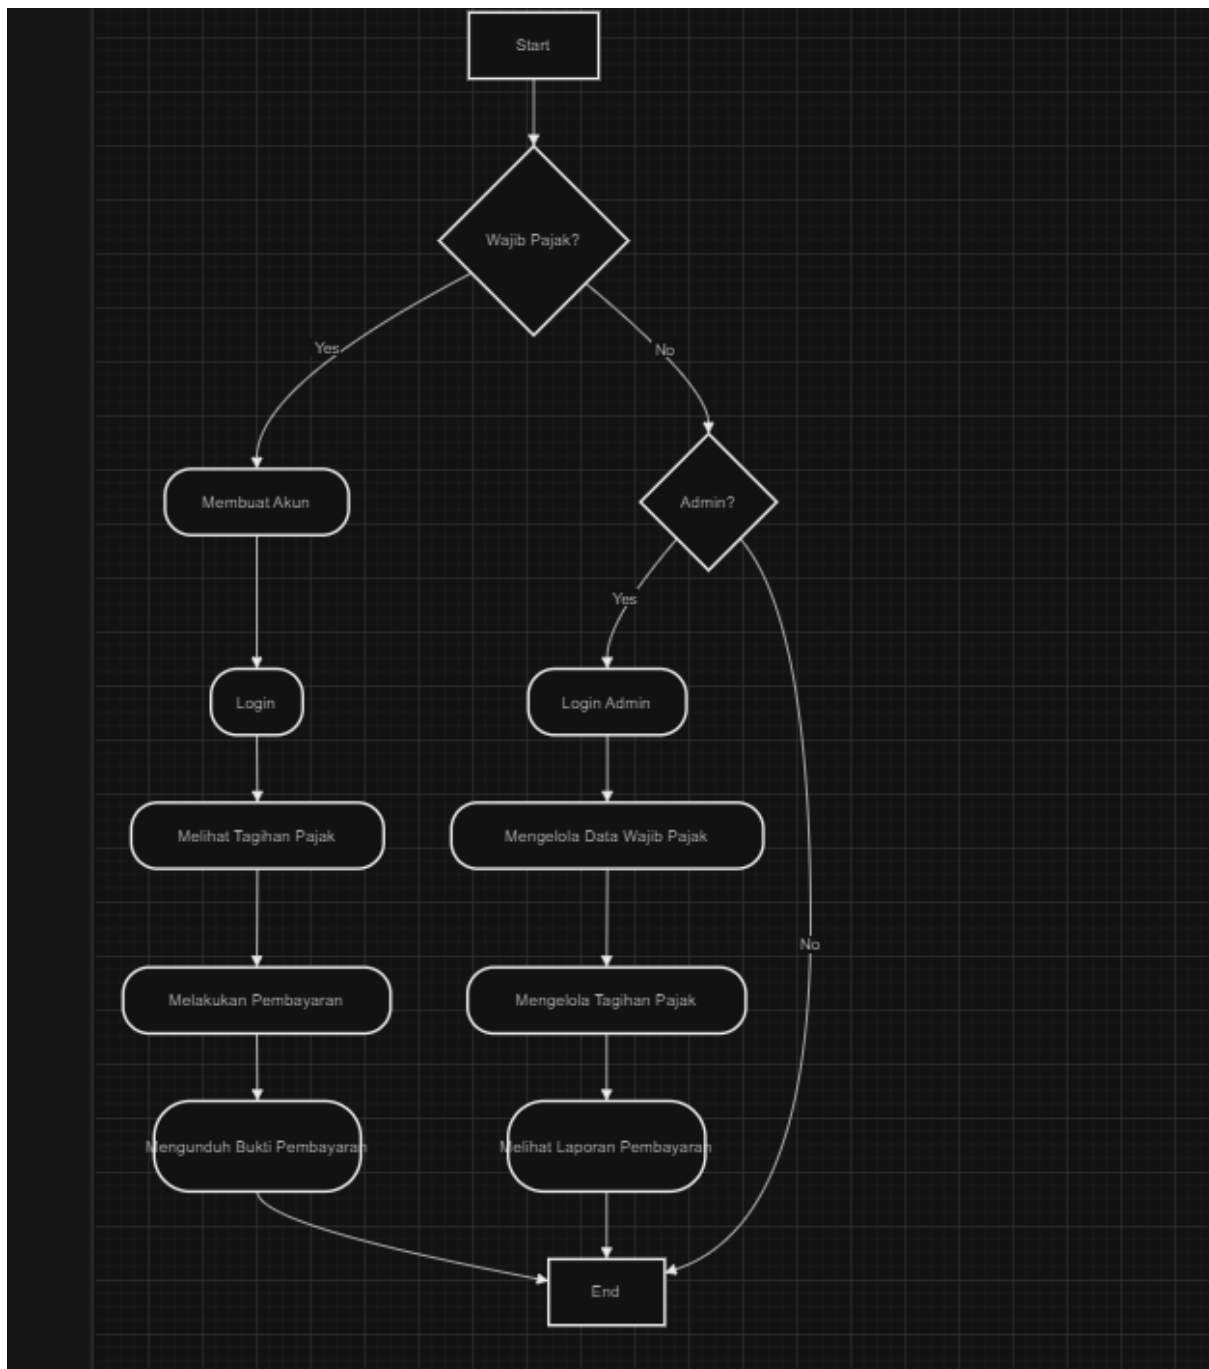 Start
Wajib Pajak?
Yes
No
Membuat Akun
Admin?
Yes
Login
Login Admin
Melihat Tagihan Pajak
Mengelola Data Wajib Pajak
No
Melakukan Pembayaran
Mengelola Tagihan Pajak
Mengunduh Bukti Pembayaran
Melihat Laporan Pembayaran
End